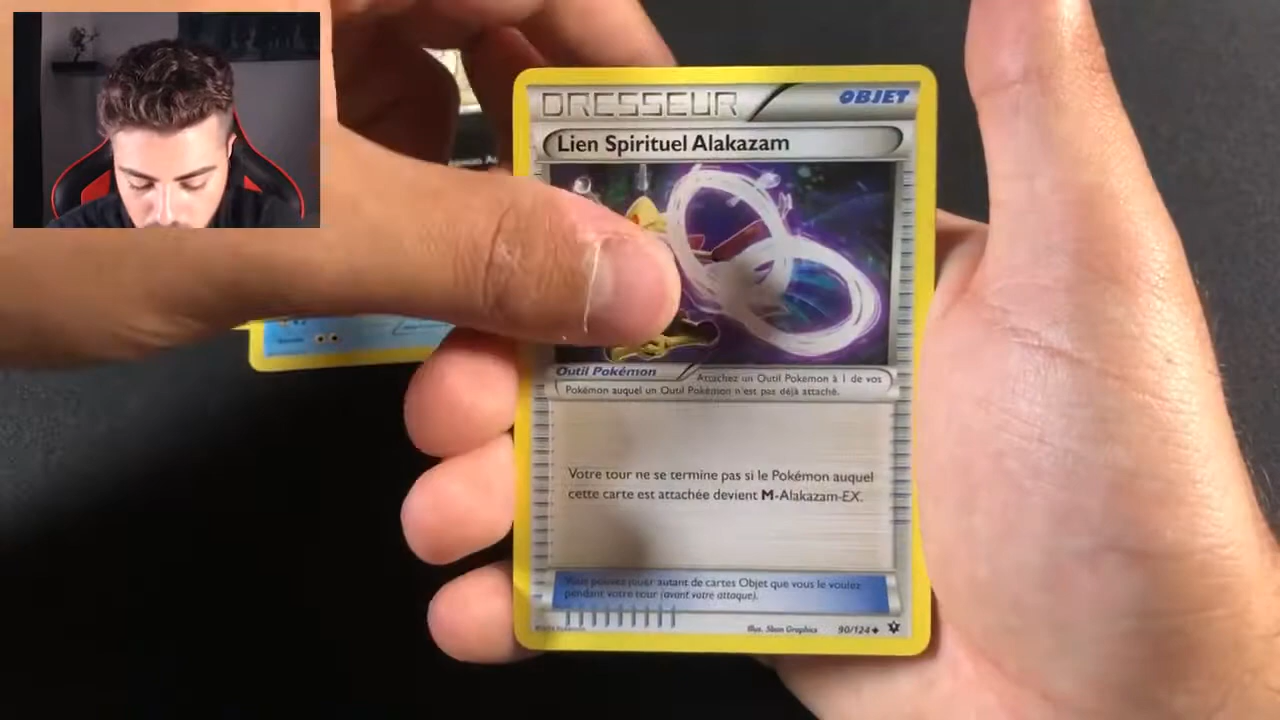 DRESSEUR
OBJET
Lien Spirituel Alakazam
Outil Pokémon
Attachez un Outil Pokémon à 1 de vos
Pokémon auquel un Outil Pokémon n'est pas déjà attaché.
Votre tour ne se termine pas si le Pokémon auquel
cette carte est attachée devient M-Alakazam-EX.
Vous pouvez jouer autant de cartes Objet que vous le voulez
pendant votre tour (avant votre attaque).
Illus. 5ban Graphics
90/124